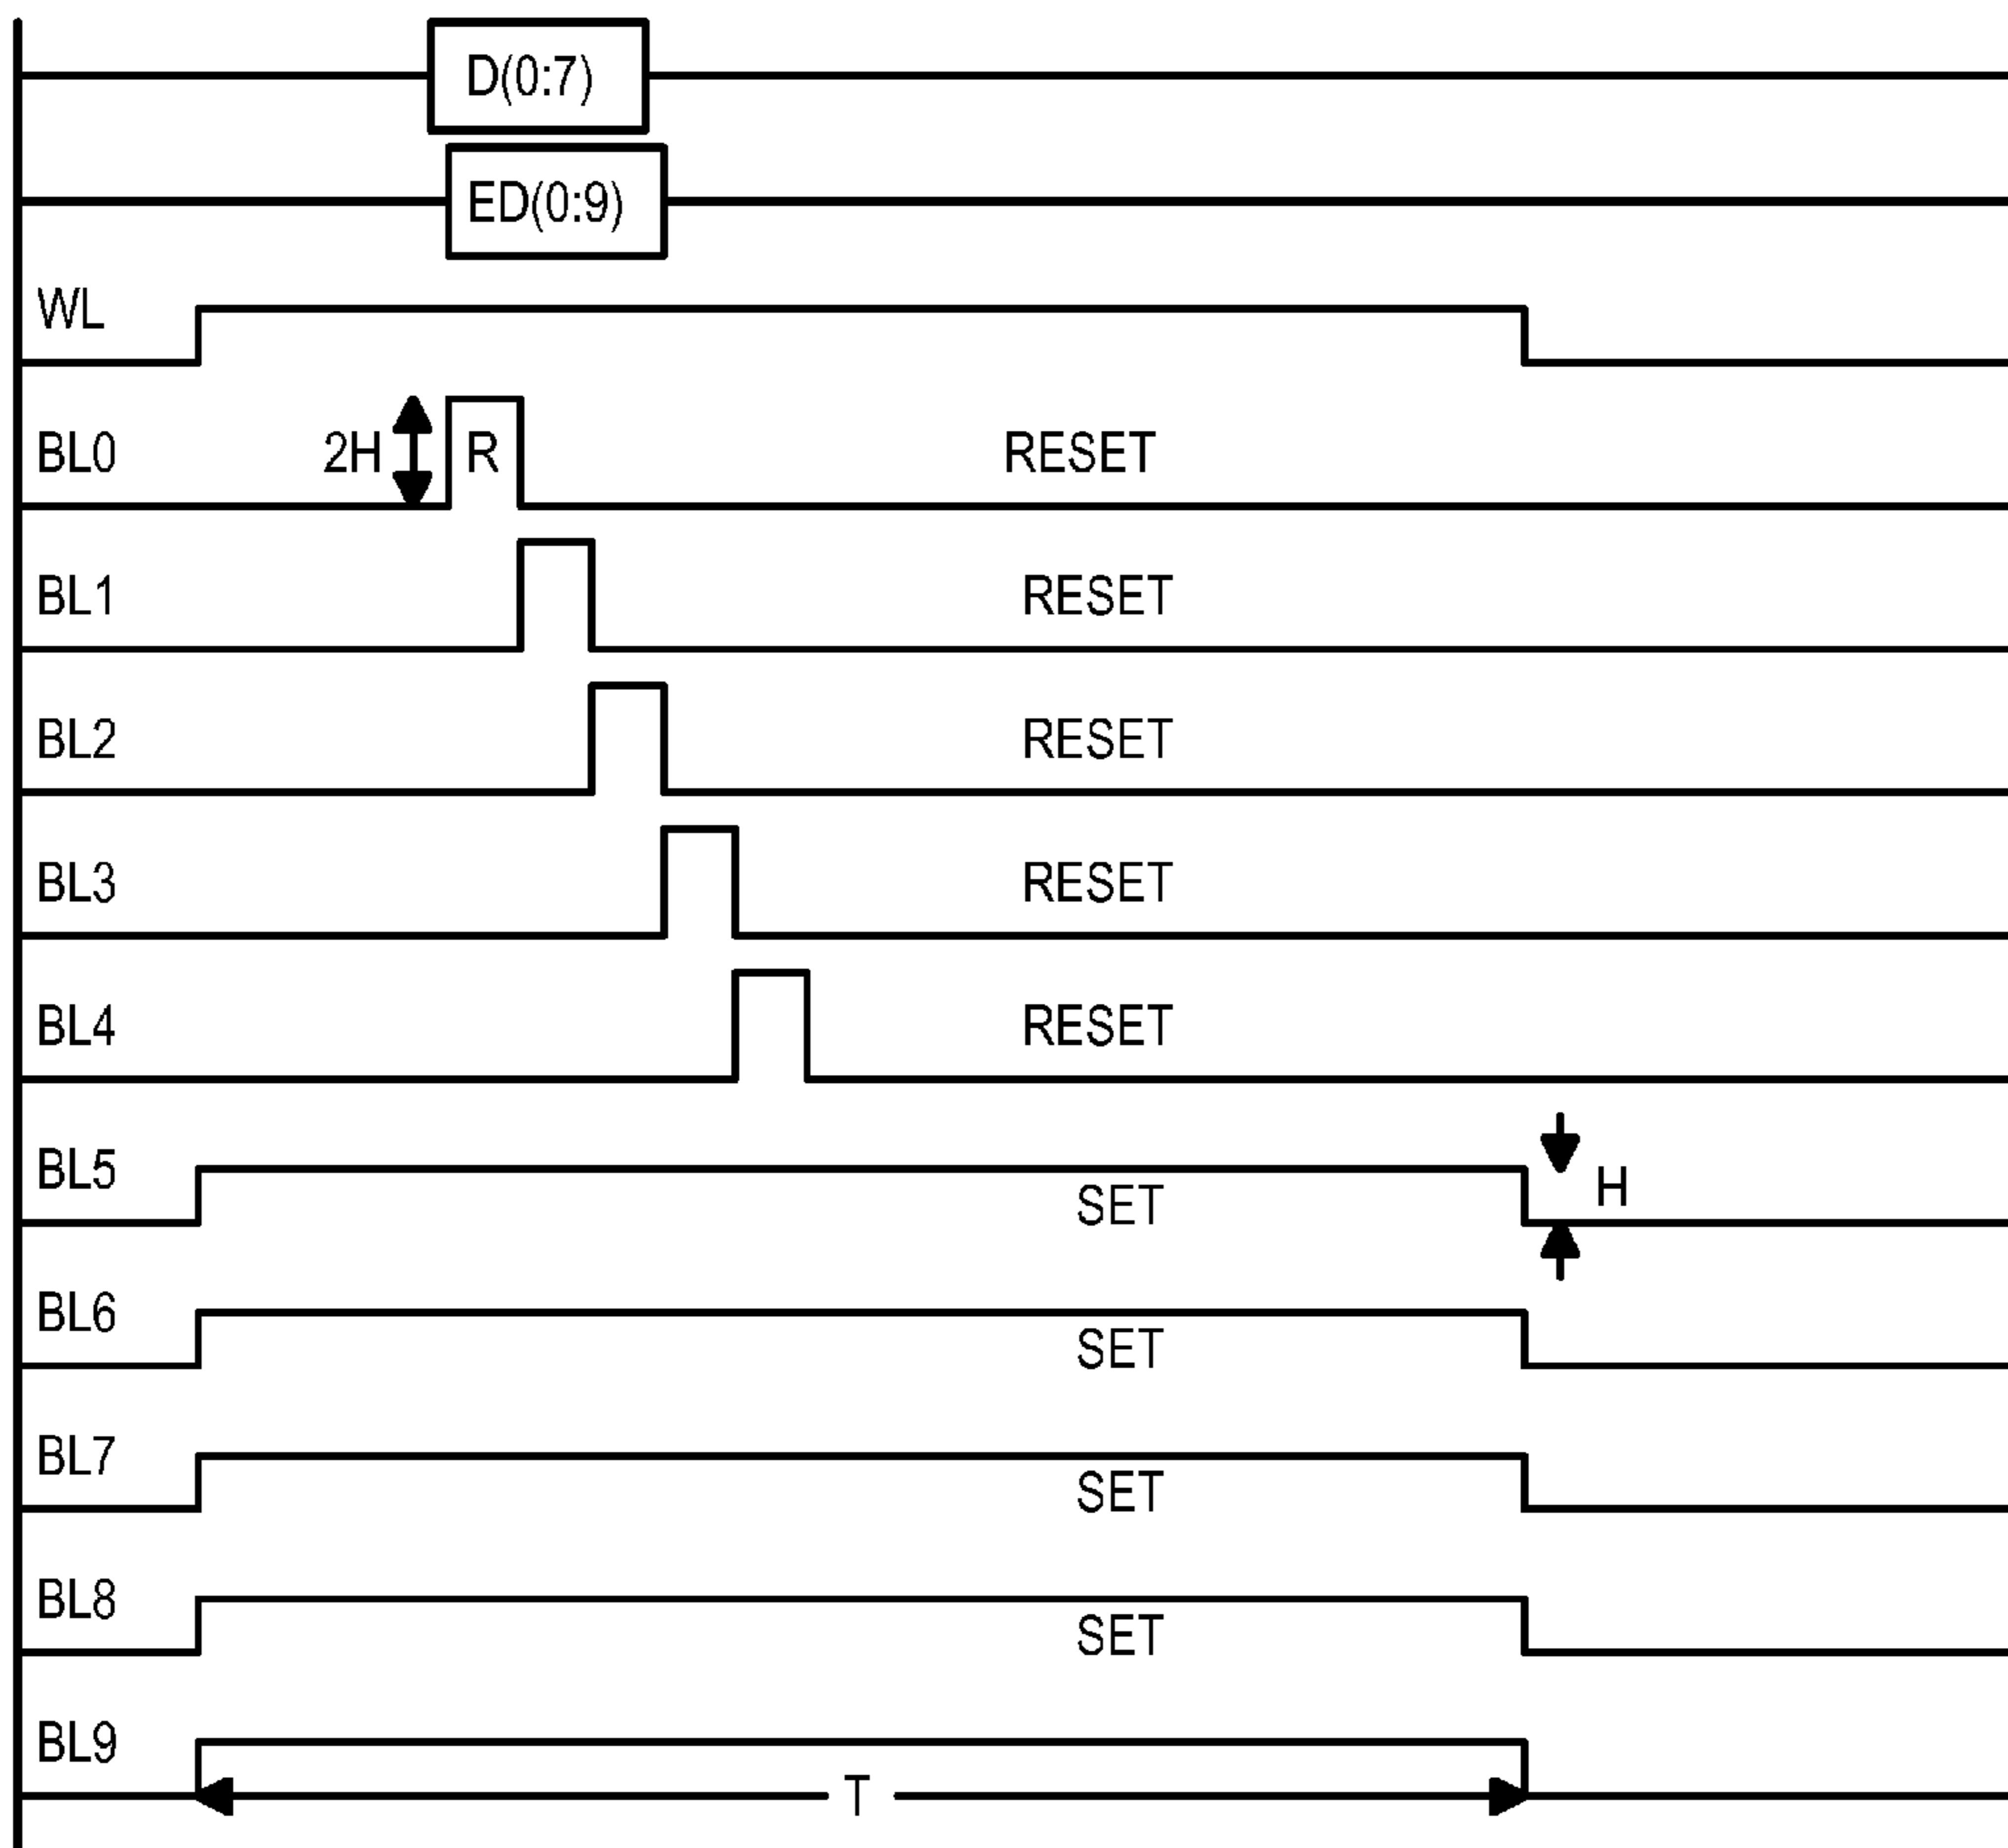 D(0:7)
ED(0:9)
WL
BL0 2H R RESET
BL1 RESET
BL2 RESET
BL3 RESET
BL4 RESET
BL5 SET H
BL6 SET
BL7 SET
BL8 SET
BL9
T